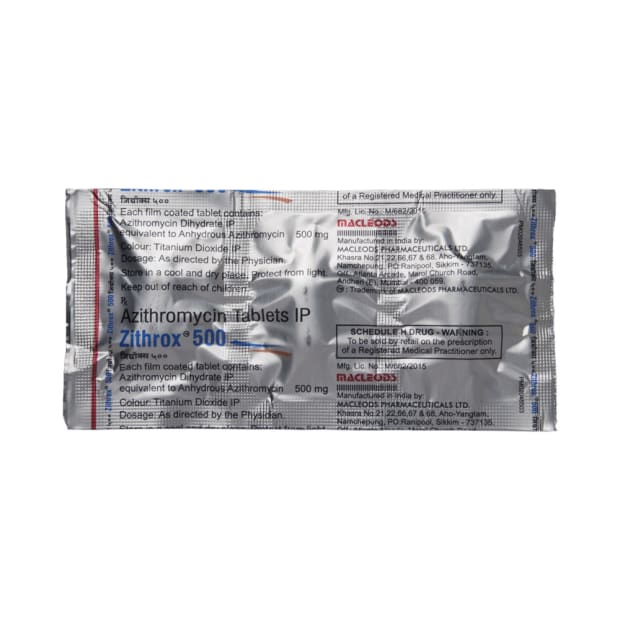 of a Registered Medical Practitioner only.
जिथ्रॉक्स ५००
Each film coated tablet contains:
Azithromycin Dihydrate IP
equivalent to Anhydrous Azithromycin 500 mg
Colour: Titanium Dioxide IP
Dosage: As directed by the Physician.
Store in a cool and dry place. Protect from light.
Keep out of reach of children.
Mfg. Lic. No.: M/682/2015
MACLEODS
Manufactured in India by:
MACLEODS PHARMACEUTICALS LTD.
Khasra No.21,22,66,67 & 68, Aho-Yangtam,
Namchepung, PO:Ranipool, Sikkim - 737135.
Off.: Atlanta Arcade, Marol Church Road,
Andheri (E), Mumbai - 400 059.
: Trademark of MACLEODS PHARMACEUTICALS LTD.
Rx
Azithromycin Tablets IP
Zithrox 500
जिथ्रॉक्स ५००
Each film coated tablet contains:
Azithromycin Dihydrate IP
equivalent to Anhydrous Azithromycin 500 mg
Colour: Titanium Dioxide IP
Dosage: As directed by the Physician.
SCHEDULE H DRUG - WARNING :
To be sold by retail on the prescription
of a Registered Medical Practitioner only.
Mfg. Lic. No.: M/682/2015
MACLEODS
Manufactured in India by:
MACLEODS PHARMACEUTICALS LTD.
Khasra No.21,22,66,67 & 68, Aho-Yangtam,
Namchepung, PO:Ranipool, Sikkim - 737135.